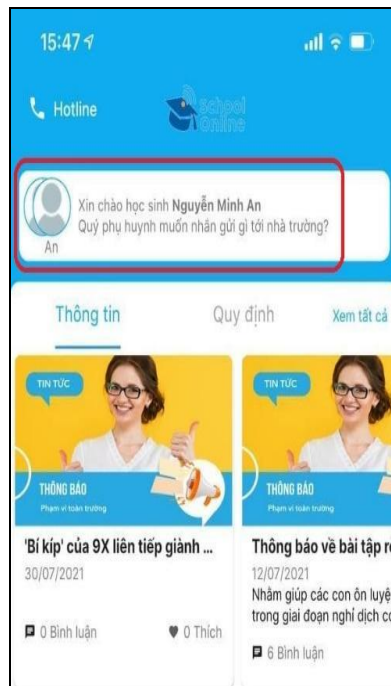 15:47
Hotline
School
Online
Xin chào học sinh Nguyễn Minh An
Quý phụ huynh muốn nhắn gửi gì tới nhà trường?
An
Thông tin
Quy định
Xem tất cả
TIN TỨC
THÔNG BÁO
Phạm vi toàn trường
'Bí kíp' của 9X liên tiếp giành ...
30/07/2021
0 Bình luận
0 Thích
TIN TỨC
THÔNG BÁO
Phạm vi toàn trường
Thông báo về bài tập
12/07/2021
Nhằm giúp các con ôn
trong giai đoạn nghỉ dịch
6 Bình luận